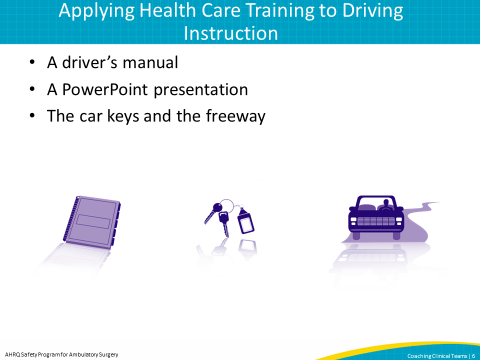 Applying Health Care Training to Driving
Instruction
• A driver's manual
• A PowerPoint presentation
• The car keys and the freeway
AHRQ Safety Program for Ambulatory Surgery
Coaching Clinical Teams | 6